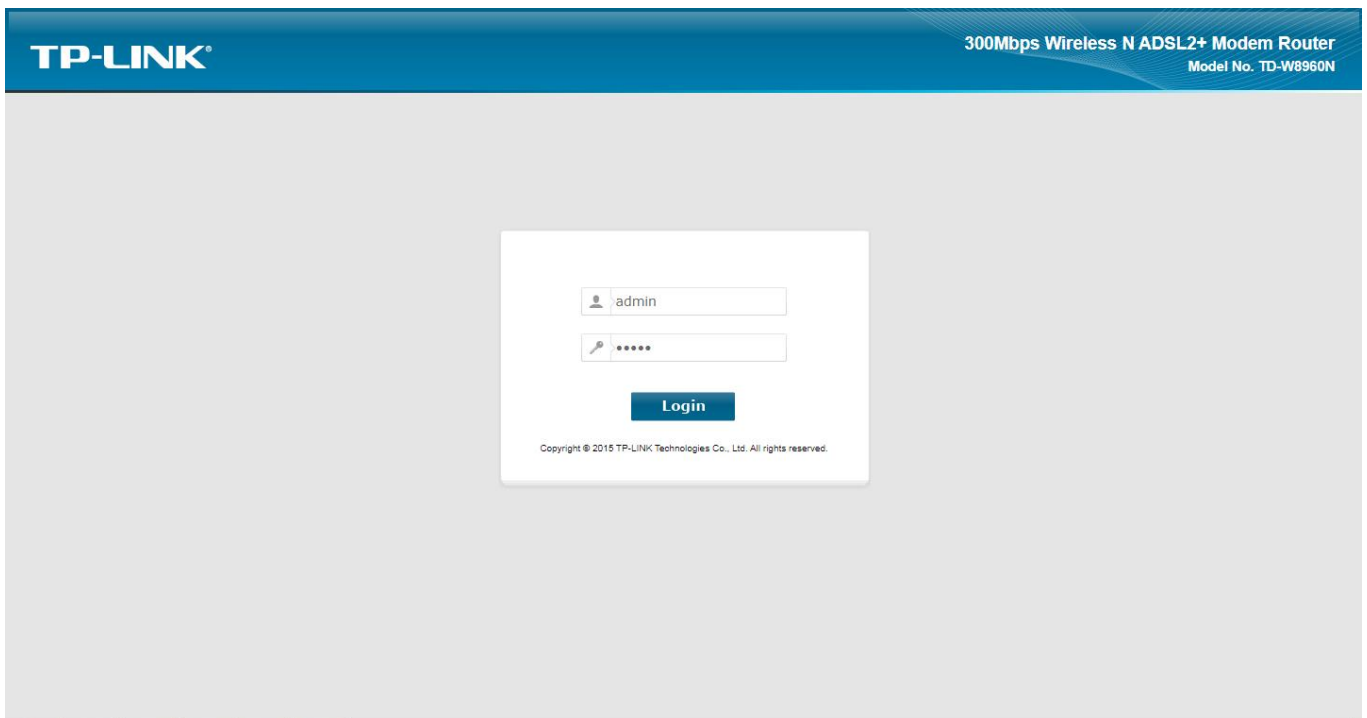 TP-LINK®
300Mbps Wireless N ADSL2+ Modem Router
Model No. TD-W8960N
admin
•••••
Login
Copyright © 2015 TP-LINK Technologies Co., Ltd. All rights reserved.